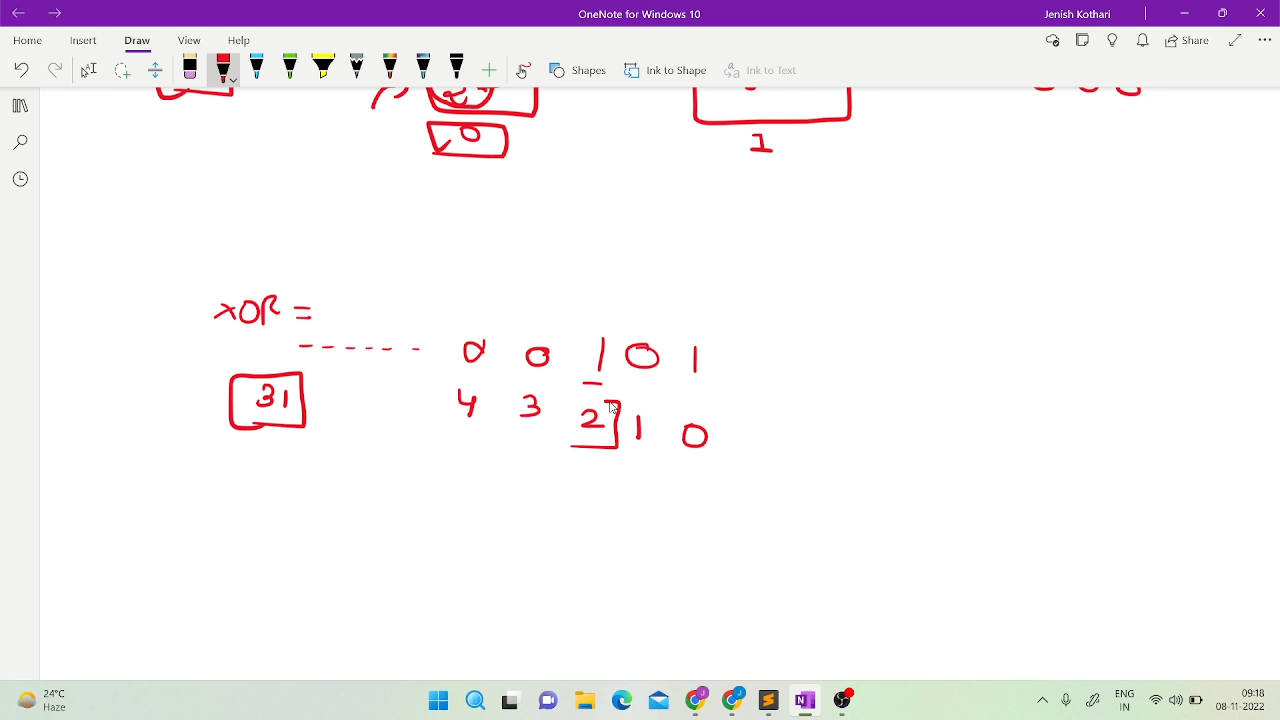 OneNote for Windows 10
Jenish Kothari
Home Insert Draw View Help
Share
Shapes
Ink to Shape
Ink to Text
0
1
XOR =
------ 0 0 1 0 1
31
4 3 2 1 0
24°C
Haze
ENG
IN
09:18
08-11-2022